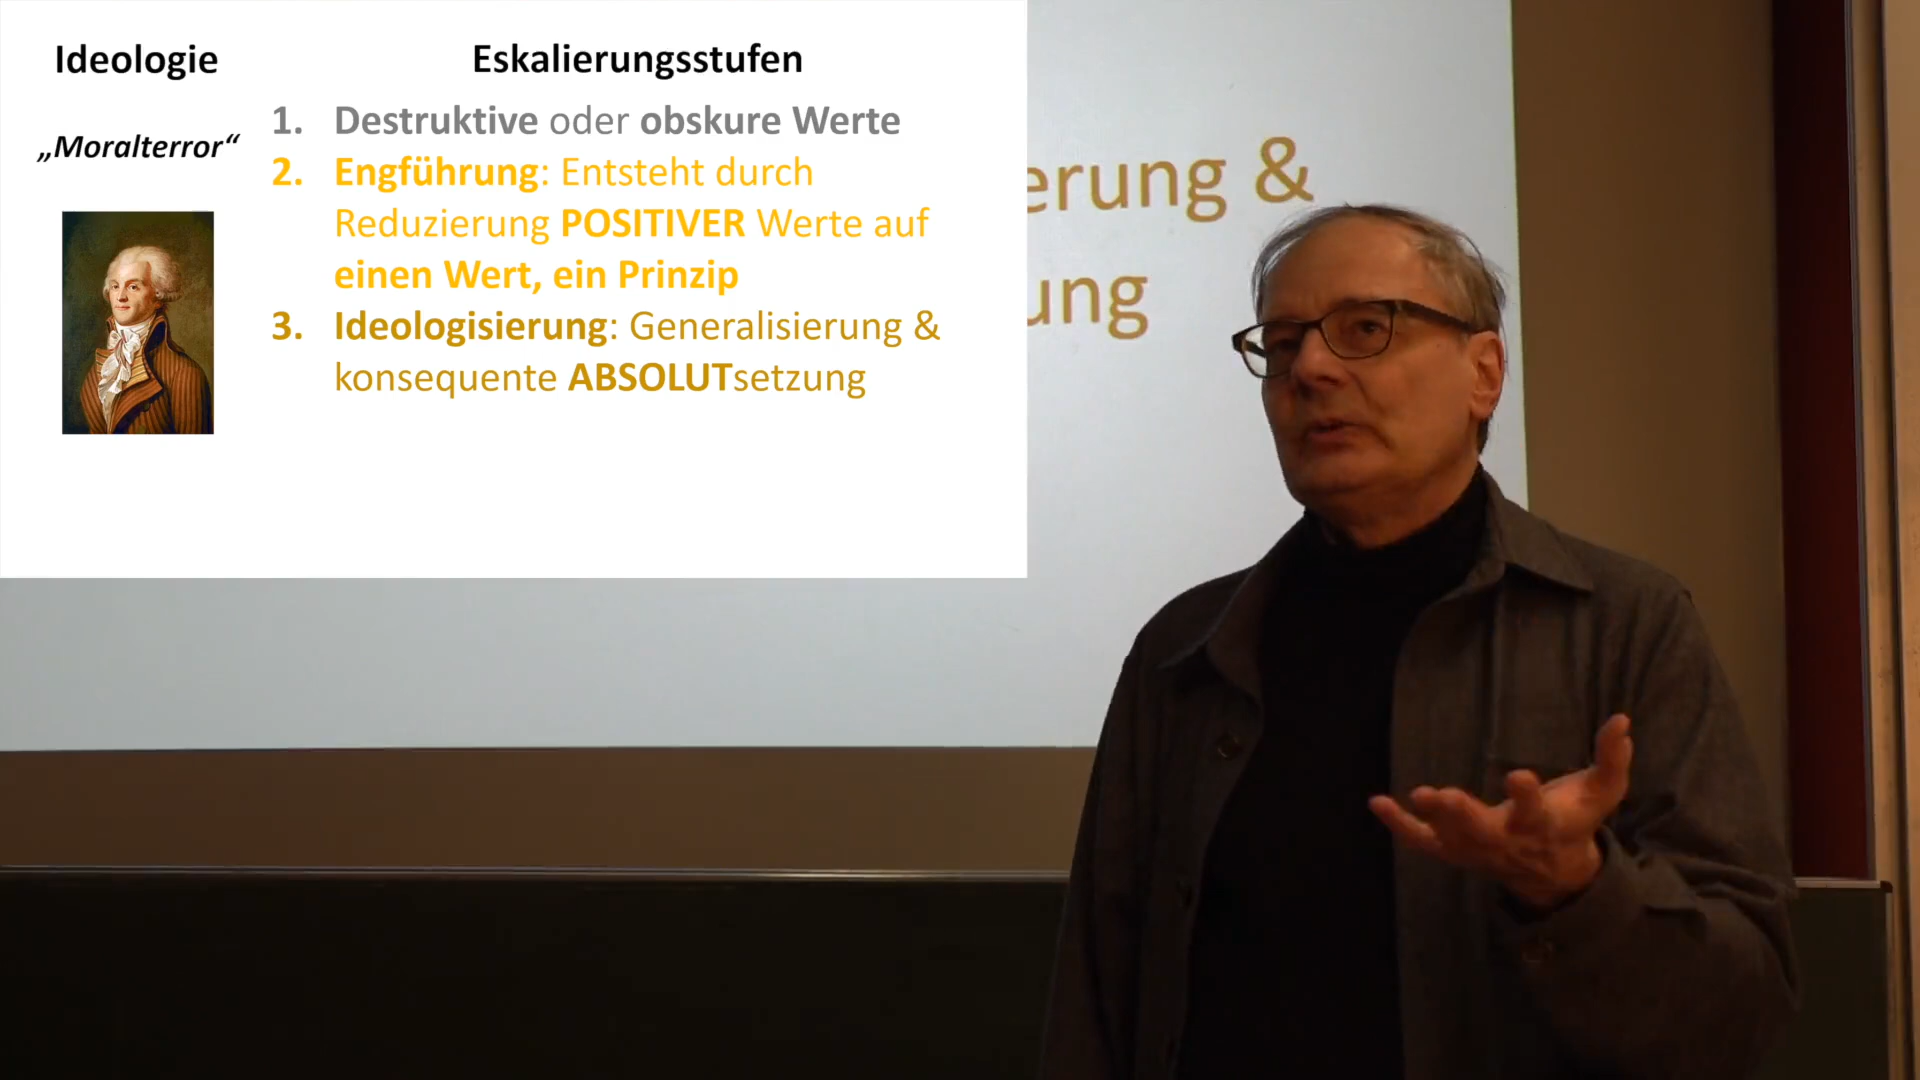 Ideologie
„Moralterror“
Eskalierungsstufen
1. Destruktive oder obskure Werte
2. Engführung: Entsteht durch
Reduzierung POSITIVER Werte auf
einen Wert, ein Prinzip
3. Ideologisierung: Generalisierung &
konsequente ABSOLUTsetzung
erung &
ung